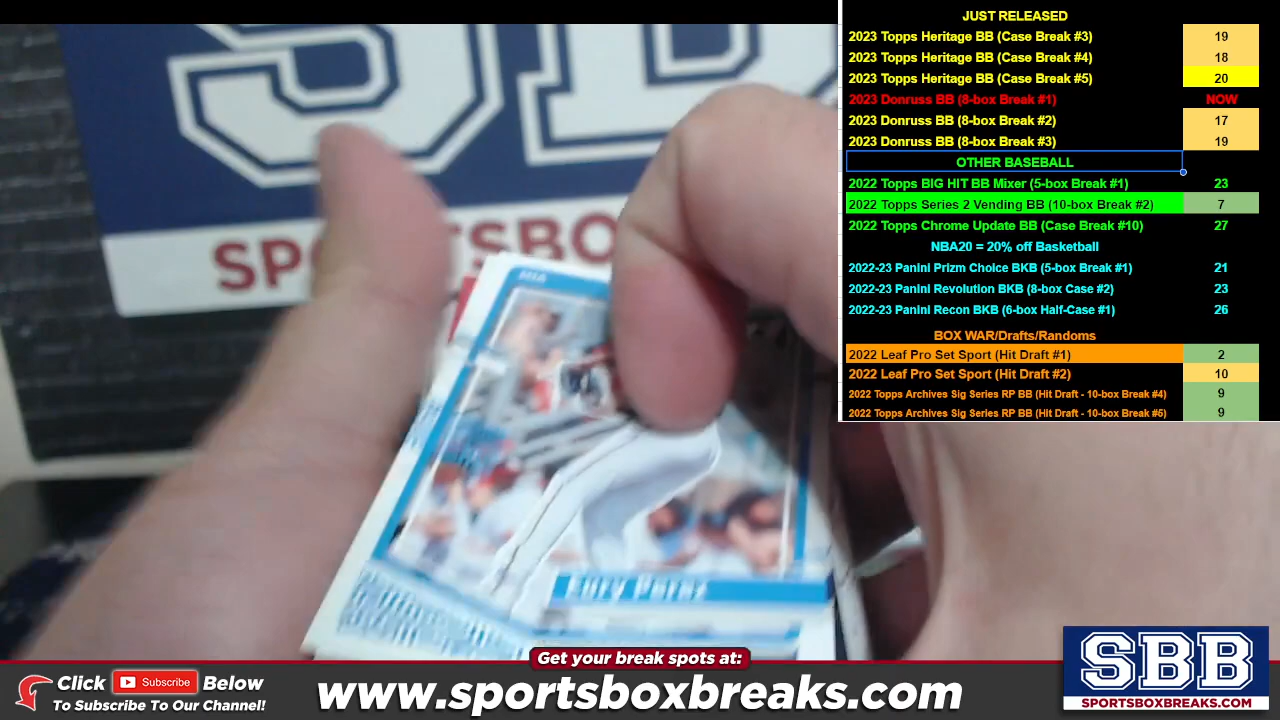 JUST RELEASED
2023 Topps Heritage BB (Case Break #3) 19
2023 Topps Heritage BB (Case Break #4) 18
2023 Topps Heritage BB (Case Break #5) 20
2023 Donruss BB (8-box Break #1) NOW
2023 Donruss BB (8-box Break #2) 17
2023 Donruss BB (8-box Break #3) 19
OTHER BASEBALL
2022 Topps BIG HIT BB Mixer (5-box Break #1) 23
2022 Topps Series 2 Vending BB (10-box Break #2) 7
2022 Topps Chrome Update BB (Case Break #10) 27
NBA20 = 20% off Basketball
2022-23 Panini Prizm Choice BKB (5-box Break #1) 21
2022-23 Panini Revolution BKB (8-box Case #2) 23
2022-23 Panini Recon BKB (6-box Half-Case #1) 26
BOX WAR/Drafts/Randoms
2022 Leaf Pro Set Sport (Hit Draft #1) 2
2022 Leaf Pro Set Sport (Hit Draft #2) 10
2022 Topps Archives Sig Series RP BB (Hit Draft - 10-box Break #4) 9
2022 Topps Archives Sig Series RP BB (Hit Draft - 10-box Break #5) 9
MIA
Eury Perez
Get your break spots at:
www.sportsboxbreaks.com
Click Subscribe Below
To Subscribe To Our Channel!
SBB
SPORTSBOXBREAKS.COM